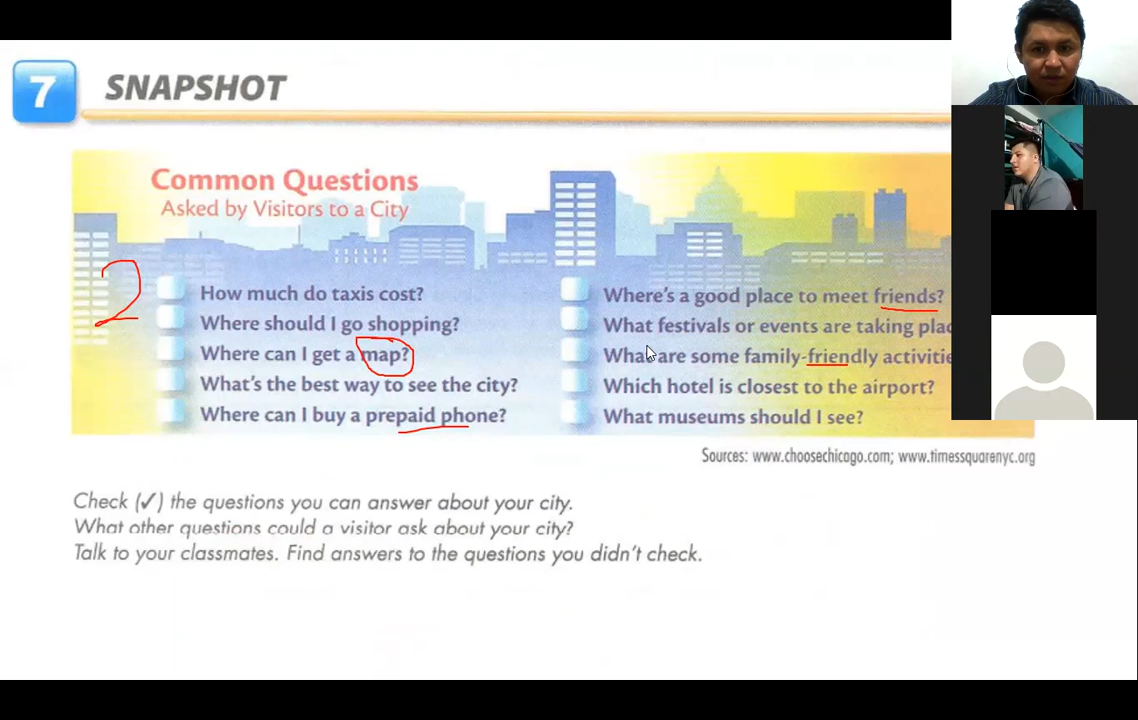 7 SNAPSHOT
Common Questions
Asked by Visitors to a City
2
How much do taxis cost?
Where should I go shopping?
Where can I get a map?
What's the best way to see the city?
Where can I buy a prepaid phone?
Where's a good place to meet friends?
What festivals or events are taking plac
What are some family-friendly activitie
Which hotel is closest to the airport?
What museums should I see?
Sources: www.choosechicago.com; www.timessquarenyc.org
Check (✓) the questions you can answer about your city.
What other questions could a visitor ask about your city?
Talk to your classmates. Find answers to the questions you didn't check.